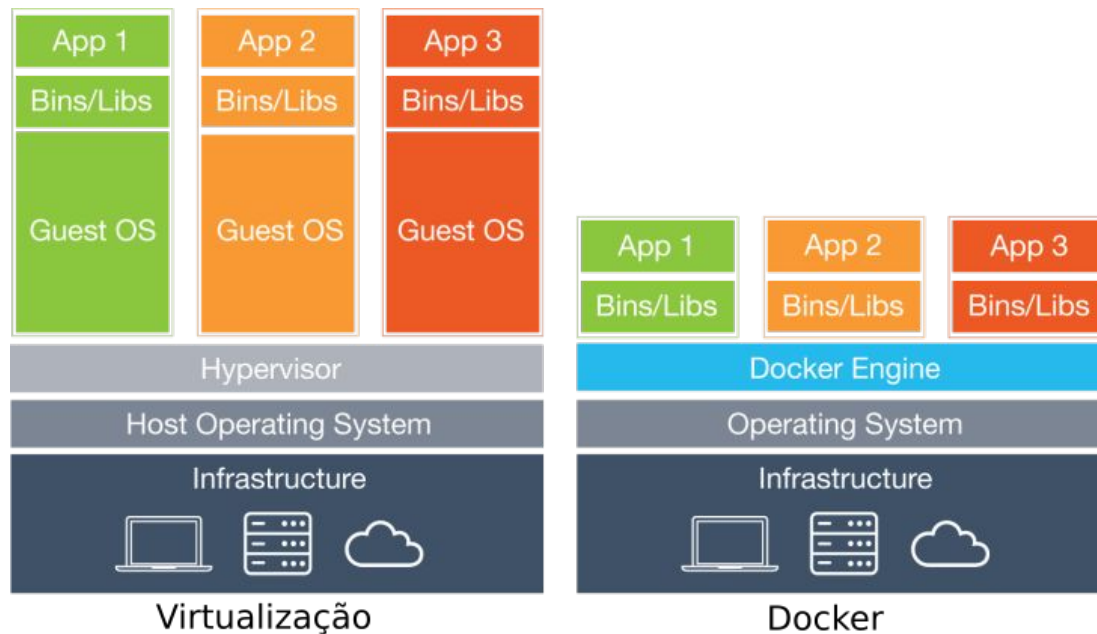 App 1
App 2
App 3
Bins/Libs
Bins/Libs
Bins/Libs
Guest OS
Guest OS
Guest OS
Hypervisor
Host Operating System
Infrastructure
Virtualização
App 1
App 2
App 3
Bins/Libs
Bins/Libs
Bins/Libs
Docker Engine
Operating System
Infrastructure
Docker